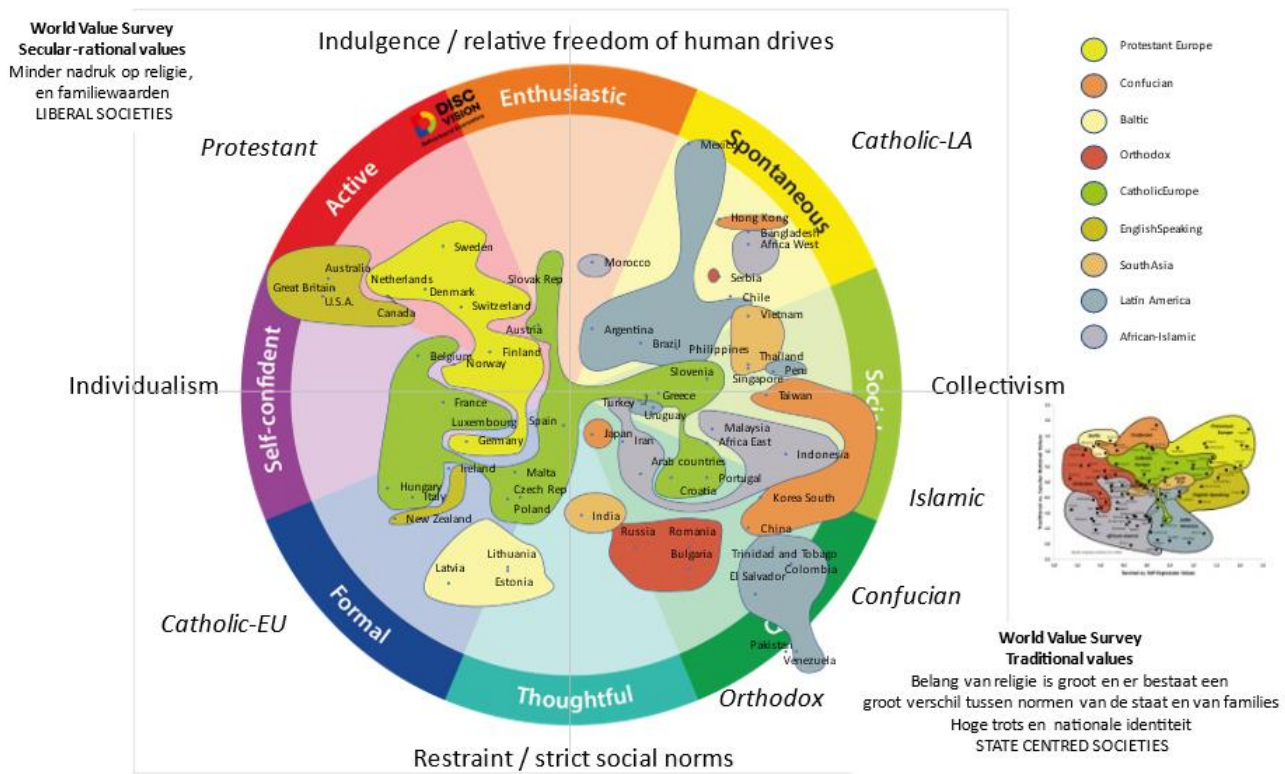 World Value Survey
Secular-rational values
Minder nadruk op religie,
en familiewaarden
LIBERAL SOCIETIES
Indulgence / relative freedom of human drives
Protestant
Catholic-LA
DISC
VISION
Enthusiastic
Active
Spontaneous
Self-confident
Formal
Thoughtful
Individualism
Collectivism
Protestant Europe
Confucian
Baltic
Orthodox
CatholicEurope
EnglishSpeaking
SouthAsia
Latin America
African-Islamic
Mexico
Hong Kong
Bangladesh
Africa West
Sweden
Morocco
Australia
Netherlands
Slovak Rep
Serbia
Great Britain
Denmark
U.S.A.
Switzerland
Chile
Canada
Vietnam
Austria
Argentina
Brazil
Philippines
Belgium
Finland
Thailand
Norway
Slovenia
Singapore
Peru
France
Turkey
Greece
Taiwan
Luxembourg
Spain
Uruguay
Germany
Japan
Iran
Malaysia
Africa East
Indonesia
Ireland
Malta
Arab countries
Portugal
Hungary
Italy
Czech Rep
Croatia
Poland
Korea South
New Zealand
India
China
Russia
Romania
Lithuania
Bulgaria
Trinidad and Tobago
Latvia
Estonia
El Salvador
Colombia
Pakistan
Venezuela
Islamic
Confucian
Catholic-EU
Orthodox
Restraint / strict social norms
World Value Survey
Traditional values
Belang van religie is groot en er bestaat een
groot verschil tussen normen van de staat en van families
Hoge trots en nationale identiteit
STATE CENTRED SOCIETIES